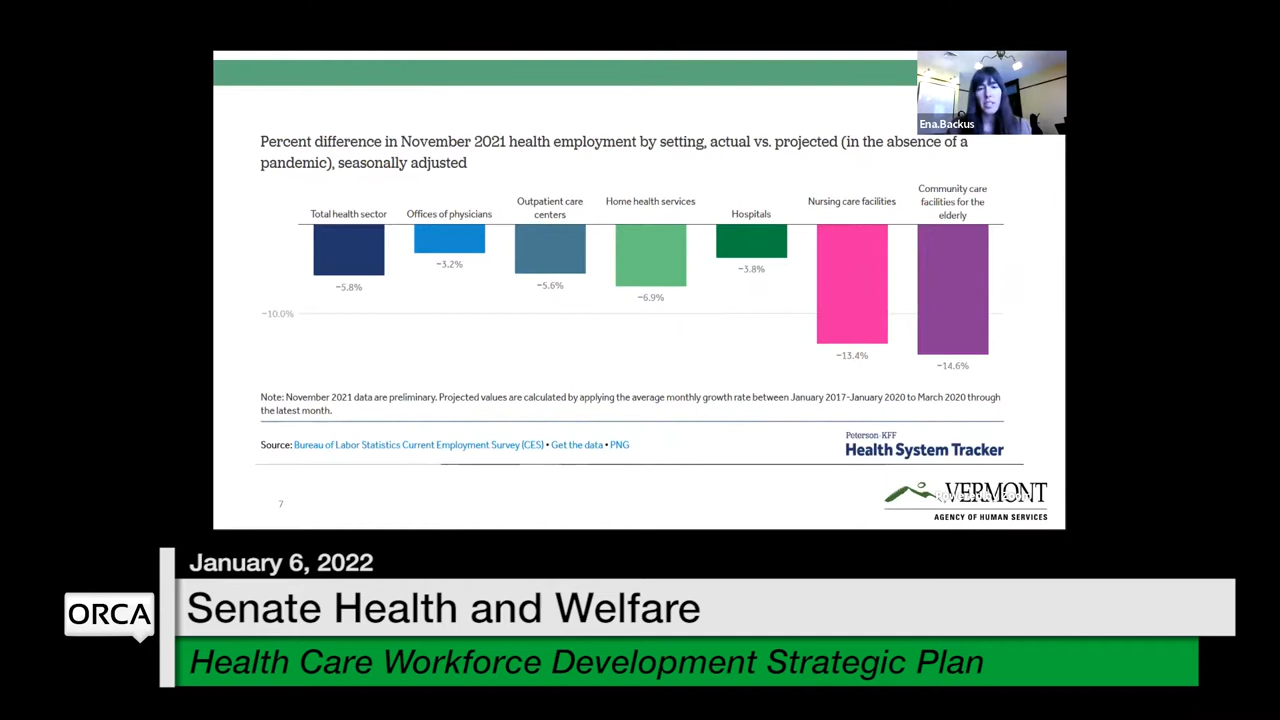 Ena.Backus
Percent difference in November 2021 health employment by setting, actual vs. projected (in the absence of a
pandemic), seasonally adjusted
Total health sector
Offices of physicians
Outpatient care
centers
Home health services
Hospitals
Nursing care facilities
Community care
facilities for the
elderly
−5.8%
−3.2%
−5.6%
−6.9%
−3.8%
−13.4%
−14.6%
−10.0%
Note: November 2021 data are preliminary. Projected values are calculated by applying the average monthly growth rate between January 2017-January 2020 to March 2020 through
the latest month.
Source: Bureau of Labor Statistics Current Employment Survey (CES) • Get the data • PNG
Peterson-KFF
Health System Tracker
7
VERMONT
AGENCY OF HUMAN SERVICES
January 6, 2022
ORCA
Senate Health and Welfare
Health Care Workforce Development Strategic Plan